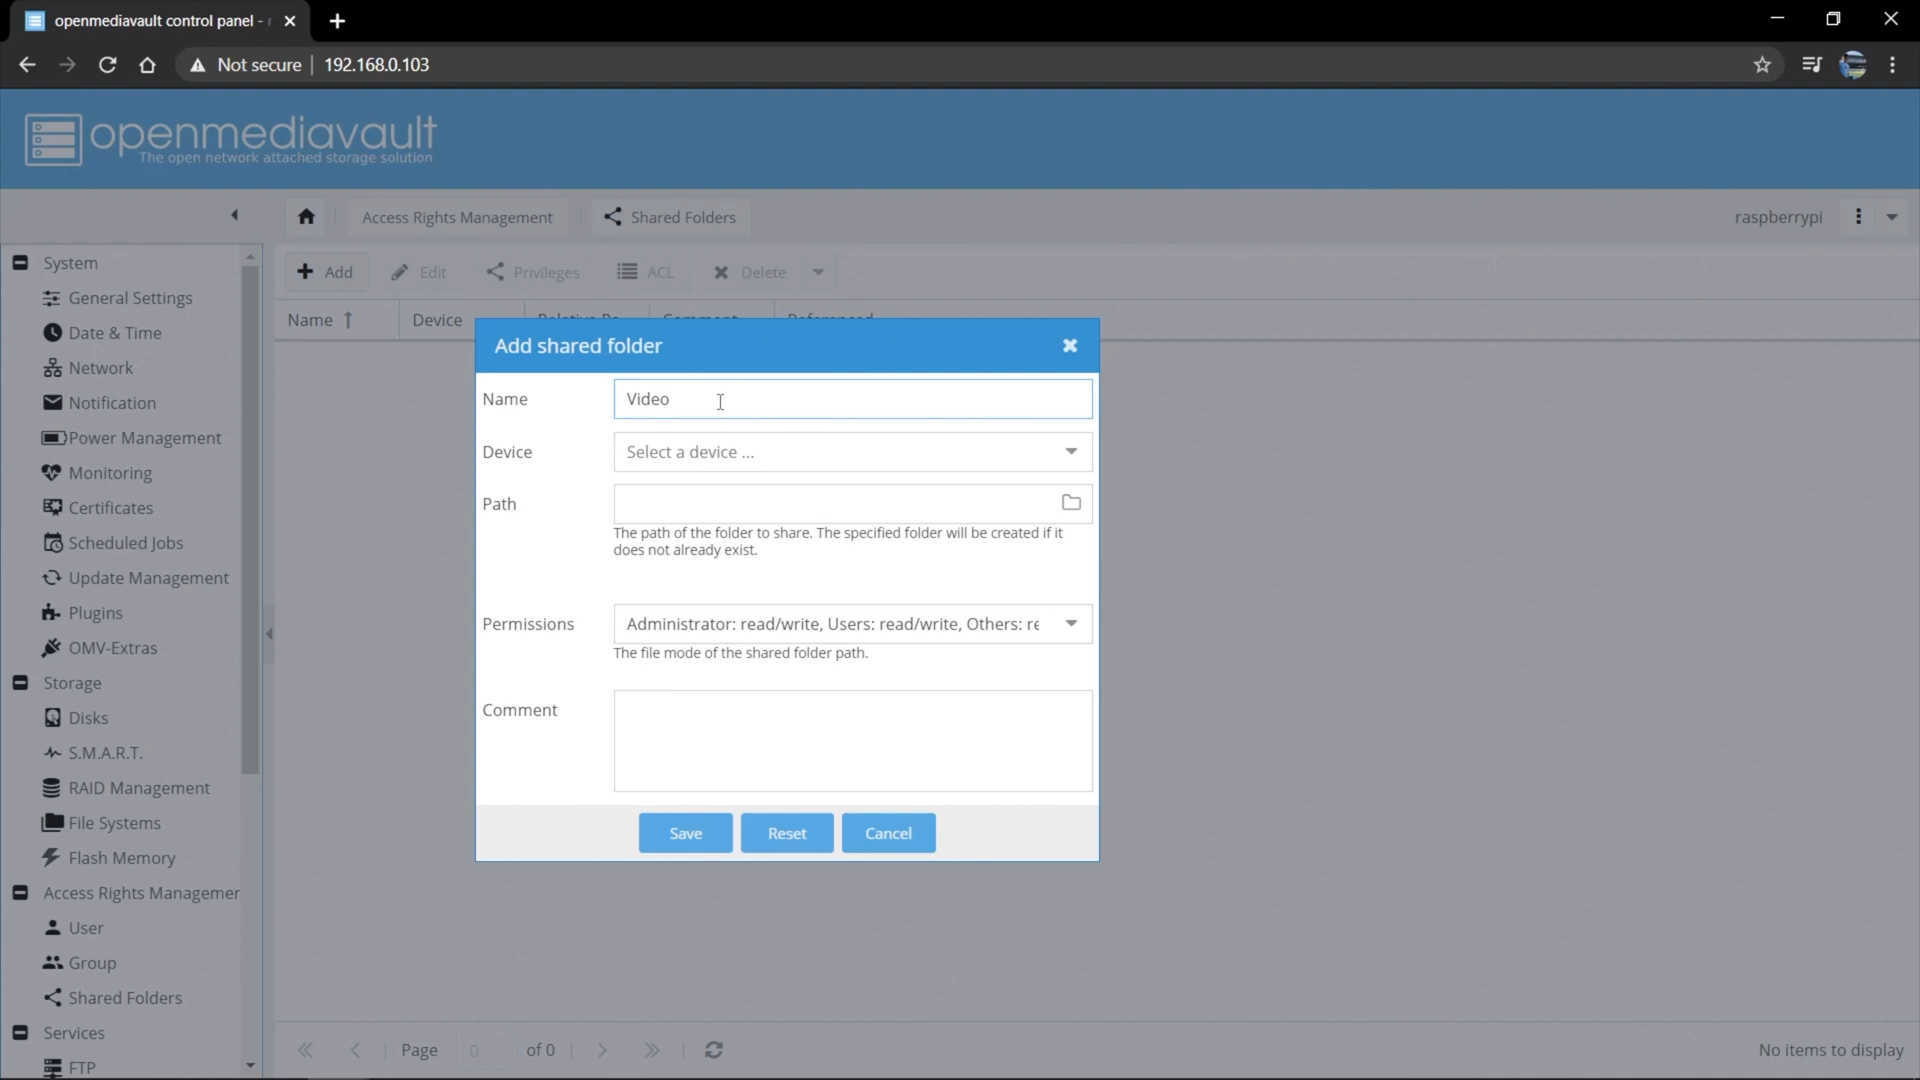 openmediavault control panel - r
Not secure 192.168.0.103
openmediavault
The open network attached storage solution
Access Rights Management Shared Folders raspberrypi
Add Edit Privileges ACL Delete
Name Device Relative Pa Comment Referenced
System
General Settings
Date & Time
Network
Notification
Power Management
Monitoring
Certificates
Scheduled Jobs
Update Management
Plugins
OMV-Extras
Storage
Disks
S.M.A.R.T.
RAID Management
File Systems
Flash Memory
Access Rights Managemer
User
Group
Shared Folders
Services
FTP
Add shared folder
Name Video
Device Select a device ...
Path
The path of the folder to share. The specified folder will be created if it
does not already exist.
Permissions Administrator: read/write, Users: read/write, Others: re
The file mode of the shared folder path.
Comment
Save Reset Cancel
Page 0 of 0 No items to display